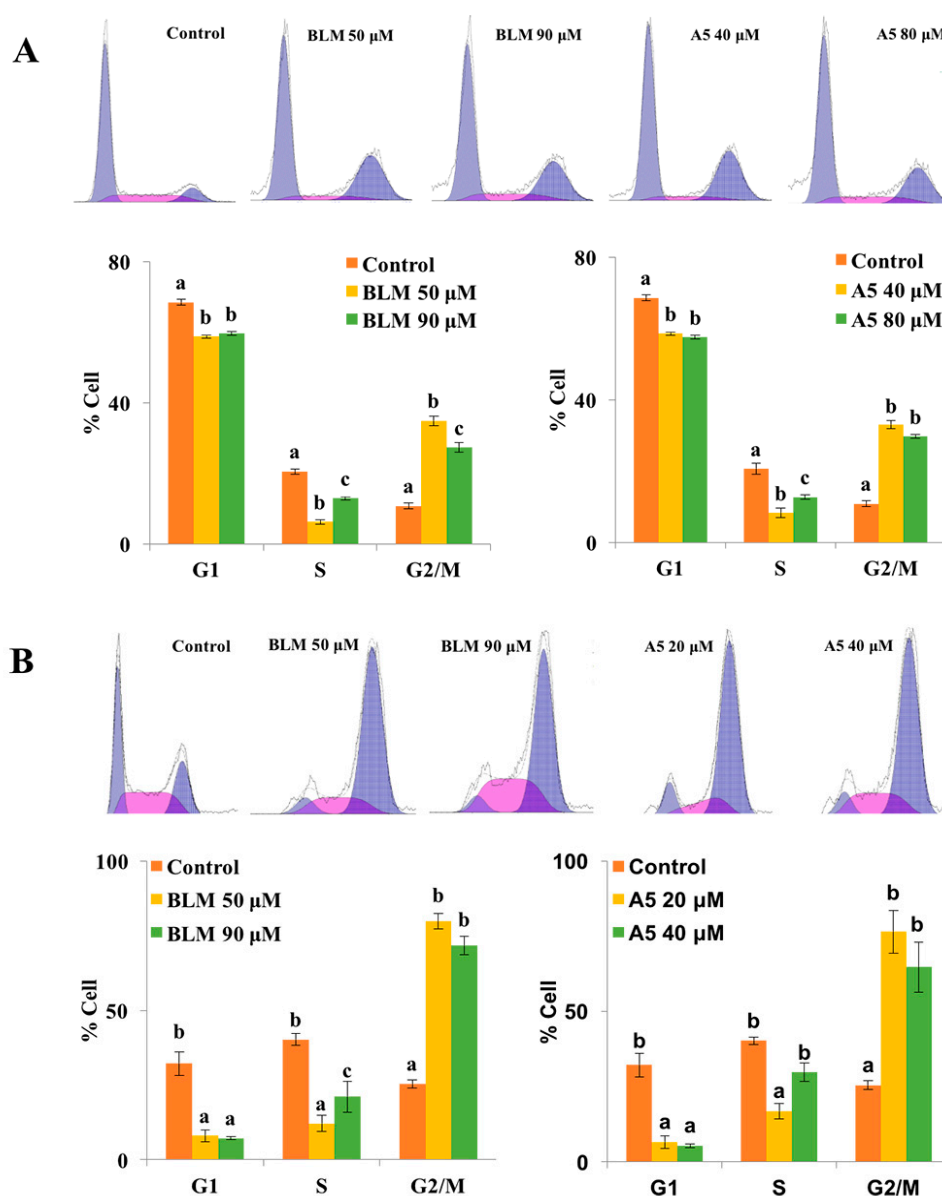 A
Control
BLM 50 μM
BLM 90 μM
A5 40 μM
A5 80 μM
80
40
0
% Cell
Control
BLM 50 μM
BLM 90 μM
a
b
b
a
b
c
a
b
c
G1
S
G2/M
80
40
0
% Cell
Control
A5 40 μM
A5 80 μM
a
b
b
a
b
c
a
b
b
G1
S
G2/M
B
Control
BLM 50 μM
BLM 90 μM
A5 20 μM
A5 40 μM
100
50
0
% Cell
Control
BLM 50 μM
BLM 90 μM
b
a
a
b
a
c
a
b
b
G1
S
G2/M
100
50
0
% Cell
Control
A5 20 μM
A5 40 μM
b
a
a
b
a
b
a
b
b
G1
S
G2/M